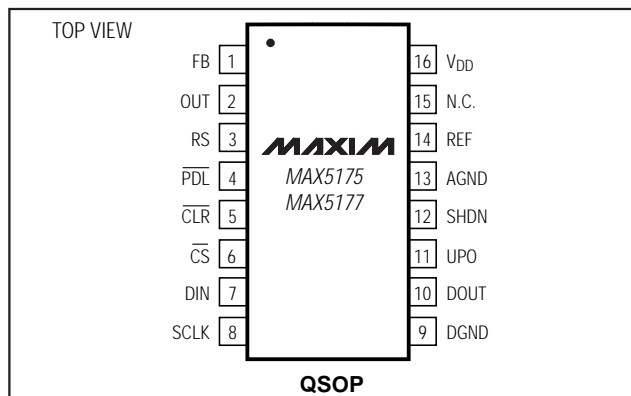 TOP VIEW
FB 1 16 VDD
OUT 2 15 N.C.
RS 3 14 REF
PDL 4 13 AGND
CLR 5 12 SHDN
CS 6 11 UPO
DIN 7 10 DOUT
SCLK 8 9 DGND
MAXIM
MAX5175
MAX5177
QSOP